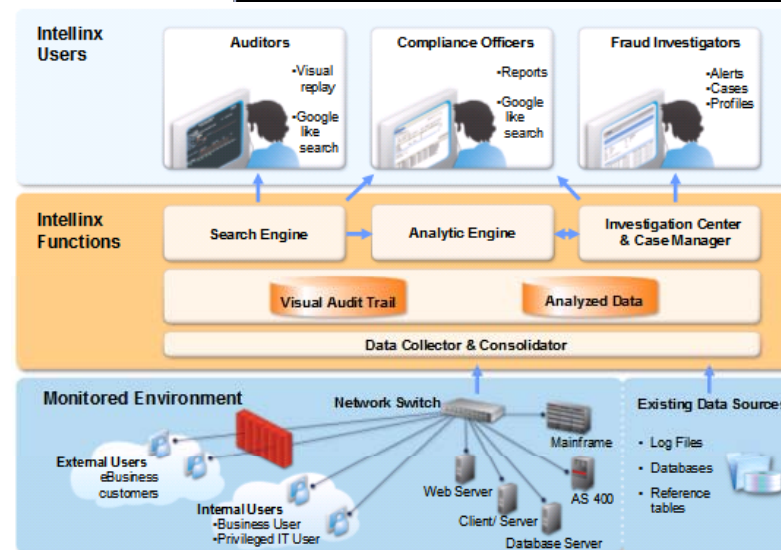 Intellinx
Users
Auditors
•Visual
replay
•Google
like
search
Compliance Officers
•Reports
•Google
like
search
Fraud Investigators
•Alerts
•Cases
•Profiles
Intellinx
Functions
Search Engine
Analytic Engine
Investigation Center
& Case Manager
Visual Audit Trail
Analyzed Data
Data Collector & Consolidator
Monitored Environment
Network Switch
Mainframe
External Users
eBusiness
customers
Internal Users
•Business User
•Privileged IT User
Web Server
Client/ Server
Database Server
AS 400
Existing Data Sources
• Log Files
• Databases
• Reference
tables